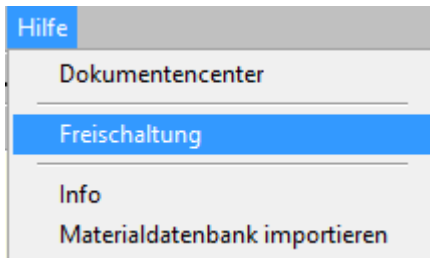 Hilfe
Dokumentencenter
Freischaltung
Info
Materialdatenbank importieren